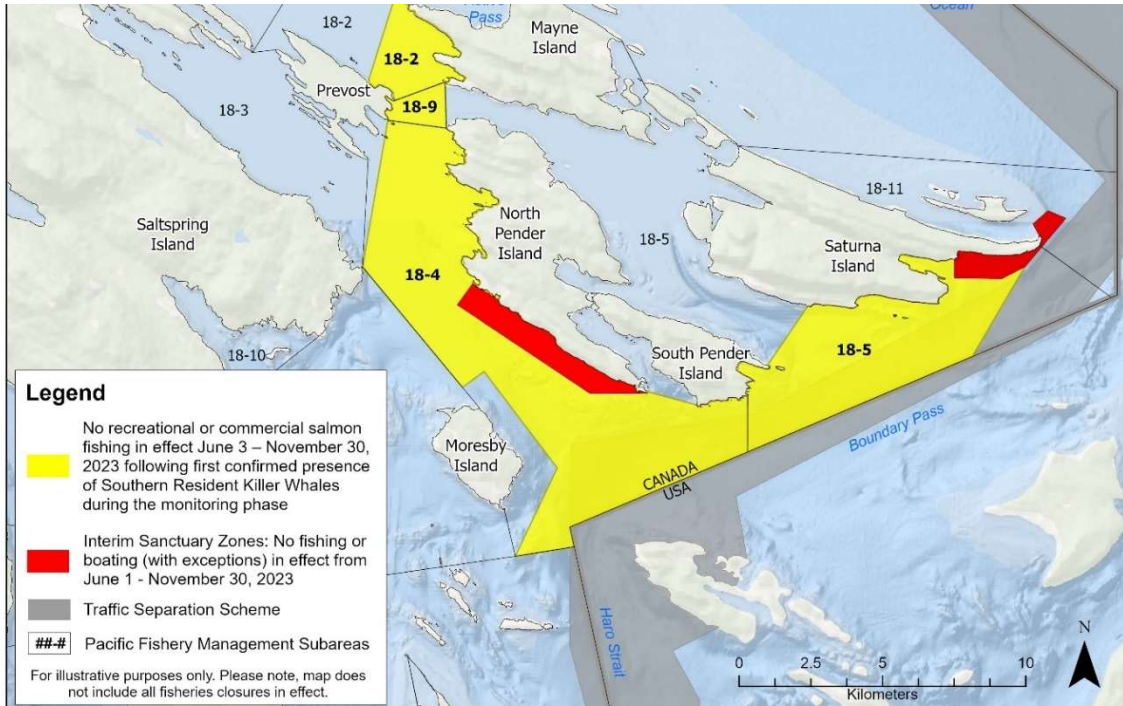 Active
Pass
Ocean
18-2
Mayne
Island
18-2
Prevost
18-9
18-3
18-11
North
Pender
Island
Saltspring
Island
18-5
Saturna
Island
18-4
18-5
South Pender
Island
18-10
Moresby
Island
Boundary Pass
CANADA
USA
Haro Strait
Legend
No recreational or commercial salmon
fishing in effect June 3 – November 30,
2023 following first confirmed presence
of Southern Resident Killer Whales
during the monitoring phase
Interim Sanctuary Zones: No fishing or
boating (with exceptions) in effect from
June 1 - November 30, 2023
Traffic Separation Scheme
##-# Pacific Fishery Management Subareas
For illustrative purposes only. Please note, map does
not include all fisheries closures in effect.
N
0 2.5 5 10
Kilometers